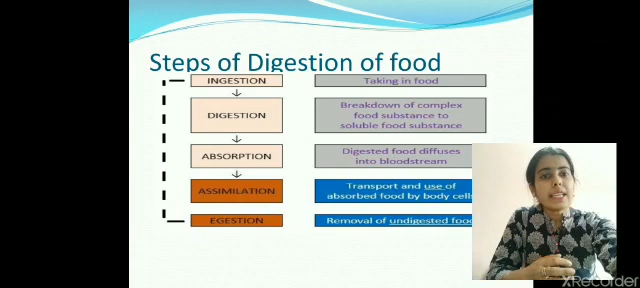 Steps of Digestion of food
INGESTION
Taking in food
DIGESTION
Breakdown of complex
food substance to
soluble food substance
ABSORPTION
Digested food diffuses
into bloodstream
ASSIMILATION
Transport and use of
absorbed food by body cells
EGESTION
Removal of undigested food
XRecorder